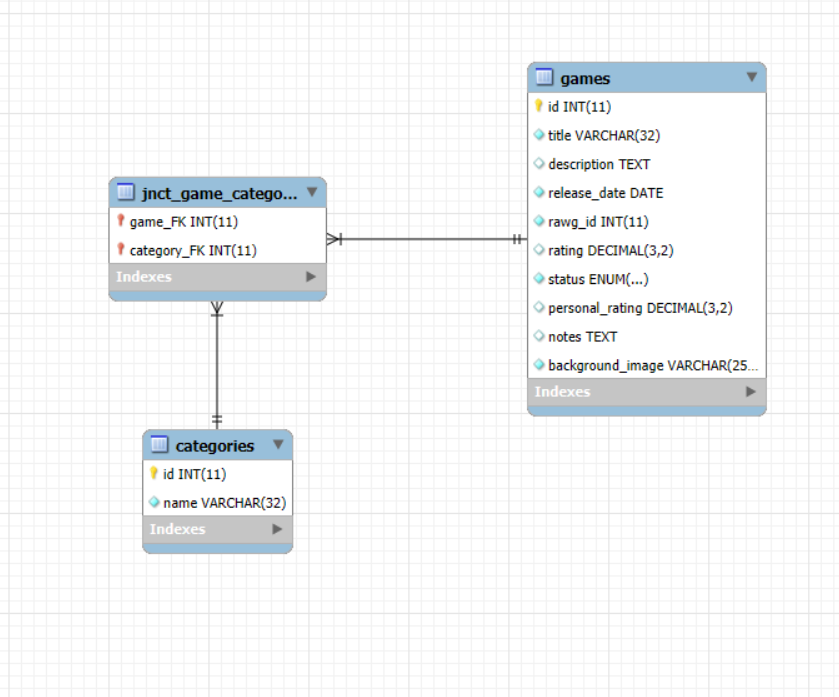 games
id INT(11)
title VARCHAR(32)
description TEXT
release_date DATE
rawg_id INT(11)
rating DECIMAL(3,2)
status ENUM(...)
personal_rating DECIMAL(3,2)
notes TEXT
background_image VARCHAR(25...
Indexes
jnct_game_catego...
game_FK INT(11)
category_FK INT(11)
Indexes
categories
id INT(11)
name VARCHAR(32)
Indexes